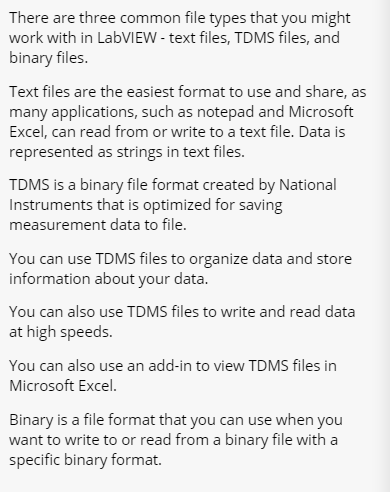 There are three common file types that you might
work with in LabVIEW - text files, TDMS files, and
binary files.
Text files are the easiest format to use and share, as
many applications, such as notepad and Microsoft
Excel, can read from or write to a text file. Data is
represented as strings in text files.
TDMS is a binary file format created by National
Instruments that is optimized for saving
measurement data to file.
You can use TDMS files to organize data and store
information about your data.
You can also use TDMS files to write and read data
at high speeds.
You can also use an add-in to view TDMS files in
Microsoft Excel.
Binary is a file format that you can use when you
want to write to or read from a binary file with a
specific binary format.